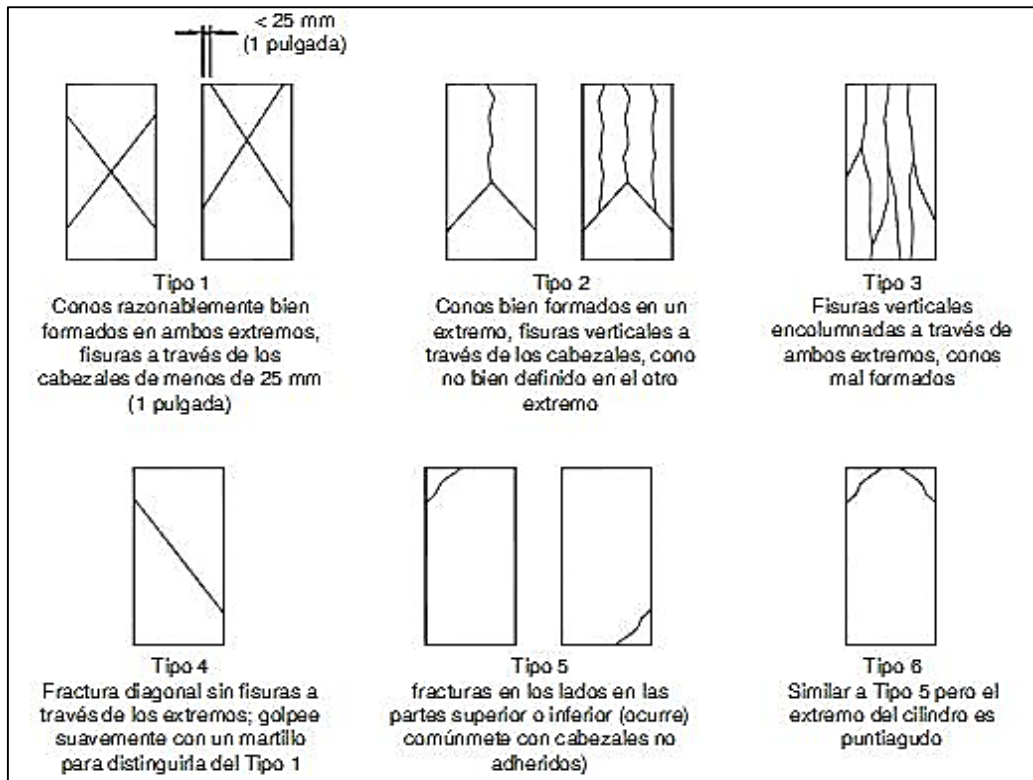 < 25 mm
(1 pulgada)
Tipo 1
Conos razonablemente bien
formados en ambos extremos,
fisuras a través de los
cabezales de menos de 25 mm
(1 pulgada)
Tipo 2
Conos bien formados en un
extremo, fisuras verticales a
través de los cabezales, cono
no bien definido en el otro
extremo
Tipo 3
Fisuras verticales
encolumnadas a través de
ambos extremos, conos
mal formados
Tipo 4
Fractura diagonal sin fisuras a
través de los extremos; golpee
suavemente con un martillo
para distinguirla del Tipo 1
Tipo 5
fracturas en los lados en las
partes superior o inferior (ocurre)
comúnmete con cabezales no
adheridos)
Tipo 6
Similar a Tipo 5 pero el
extremo del cilindro es
puntiagudo